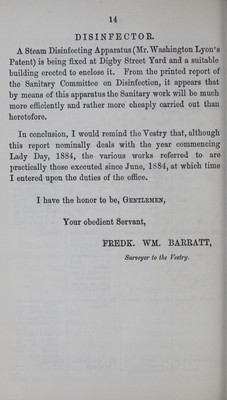 14
DISINFECTOR.
A Steam Disinfecting Apparatus (Mr. Washington Lyon's
Patent) is being fixed at Digby Street Yard and a suitable
building erected to enclose it. From the printed report of
the Sanitary Committee on Disinfection, it appears that
by means of this apparatus the Sanitary work will be much
more efficiently and rather more cheaply carried out than
heretofore.
In conclusion, I would remind the Vestry that, although
this report nominally deals with the year commencing
Lady Day, 1884, the various works referred to are
practically those executed since June, 1884, at which time
I entered upon the duties of the office.
I have the honor to be, GENTLEMEN,
Your obedient Servant,
FREDK. WM. BARRATT,
Surveyor to the Vestry.